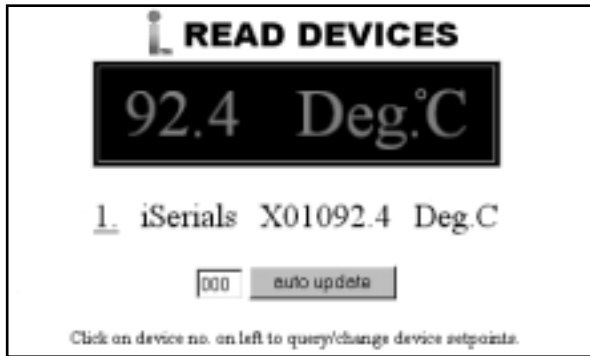 READ DEVICES
92.4 Deg.°C
1. iSerials X01092.4 Deg.C
000 auto update
Click on device no. on left to query/change device setpoints.